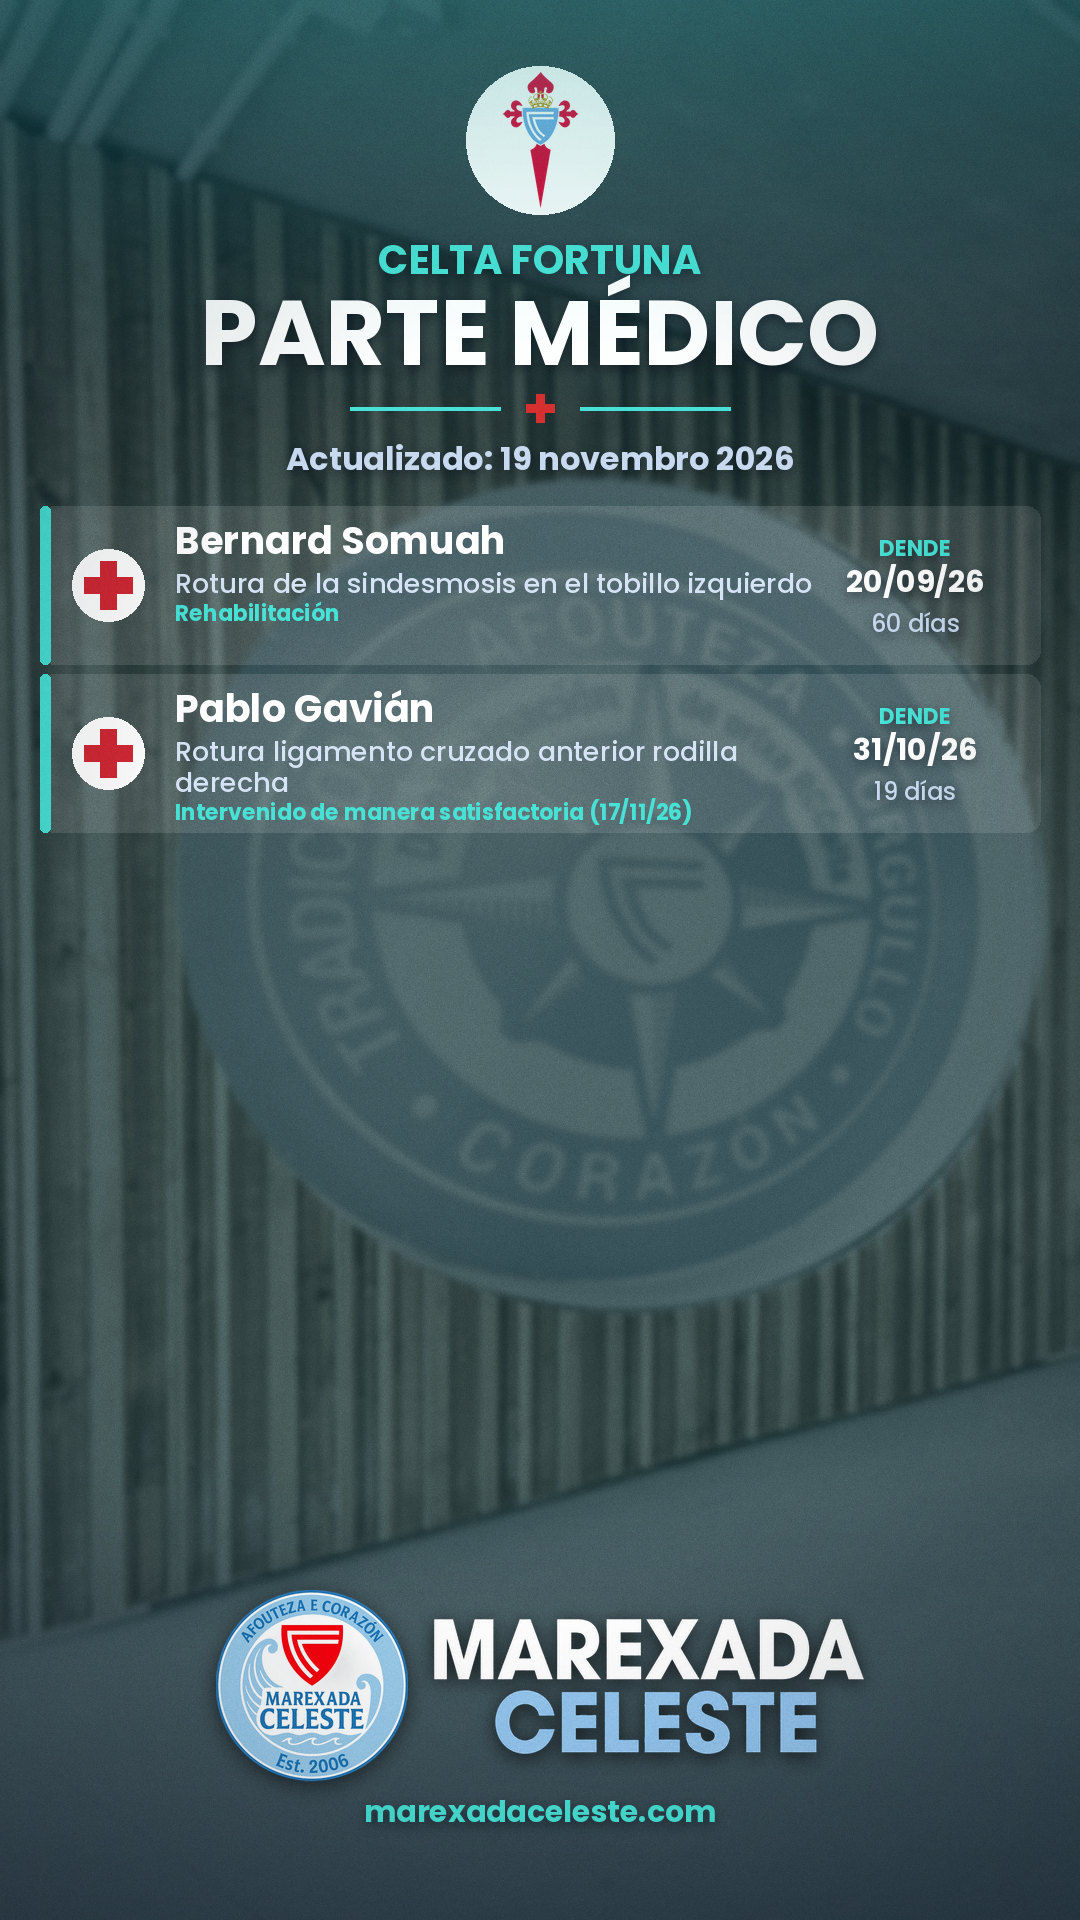 CELTA FORTUNA
PARTE MÉDICO
Actualizado: 19 novembro 2026
Bernard Somuah
Rotura de la sindesmosis en el tobillo izquierdo
Rehabilitación
DENDE
20/09/26
60 días
Pablo Gavián
Rotura ligamento cruzado anterior rodilla
derecha
Intervenido de manera satisfactoria (17/11/26)
DENDE
31/10/26
19 días
AFOUTEZA
ORGULLO
CORAZÓN
AFOUTEZA E CORAZÓN
MAREXADA
CELESTE
Est. 2006
MAREXADA
CELESTE
marexadaceleste.com